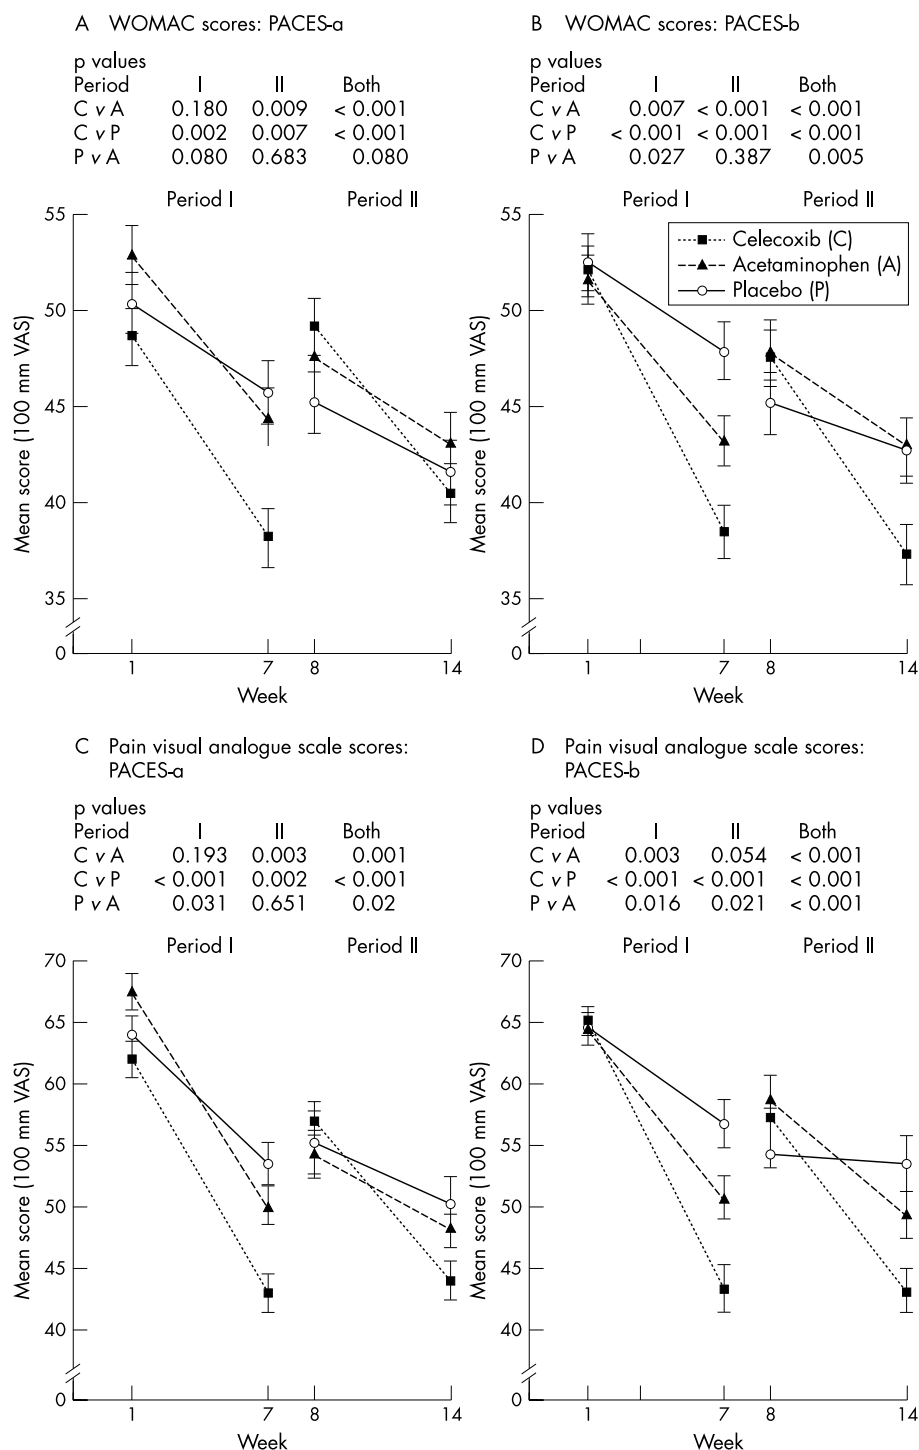 A WOMAC scores: PACES-a
p values
Period I II Both
C v A 0.180 0.009 < 0.001
C v P 0.002 0.007 < 0.001
P v A 0.080 0.683 0.080
Period I Period II
Mean score (100 mm VAS)
55
50
45
40
35
0
1 7 8 14
Week
B WOMAC scores: PACES-b
p values
Period I II Both
C v A 0.007 < 0.001 < 0.001
C v P < 0.001 < 0.001 < 0.001
P v A 0.027 0.387 0.005
Period I Period II
Celecoxib (C)
Acetaminophen (A)
Placebo (P)
Mean score (100 mm VAS)
55
50
45
40
35
0
1 7 8 14
Week
C Pain visual analogue scale scores:
PACES-a
p values
Period I II Both
C v A 0.193 0.003 0.001
C v P < 0.001 0.002 < 0.001
P v A 0.031 0.651 0.02
Period I Period II
Mean score (100 mm VAS)
70
65
60
55
50
45
40
0
1 7 8 14
Week
D Pain visual analogue scale scores:
PACES-b
p values
Period I II Both
C v A 0.003 0.054 < 0.001
C v P < 0.001 < 0.001 < 0.001
P v A 0.016 0.021 < 0.001
Period I Period II
Mean score (100 mm VAS)
70
65
60
55
50
45
40
0
1 7 8 14
Week